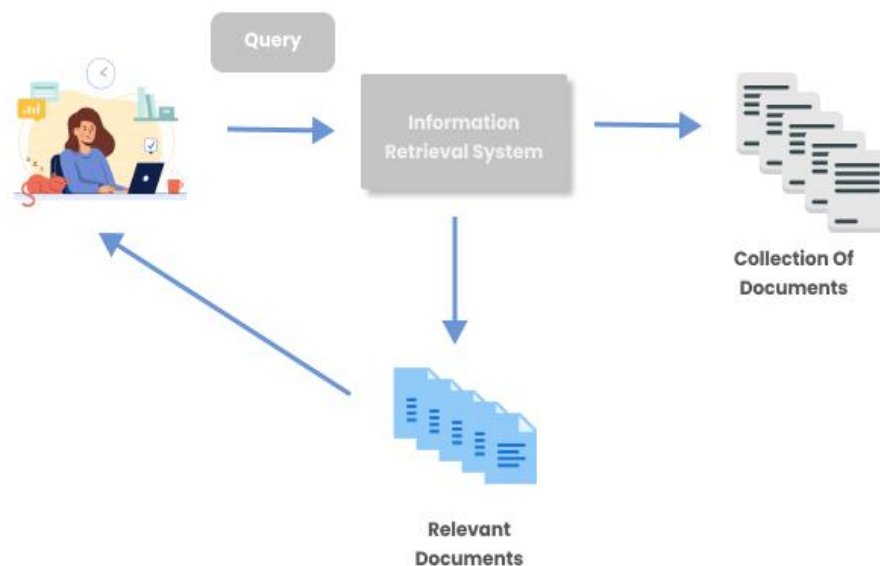 Query
Information
Retrieval System
Collection Of
Documents
Relevant
Documents